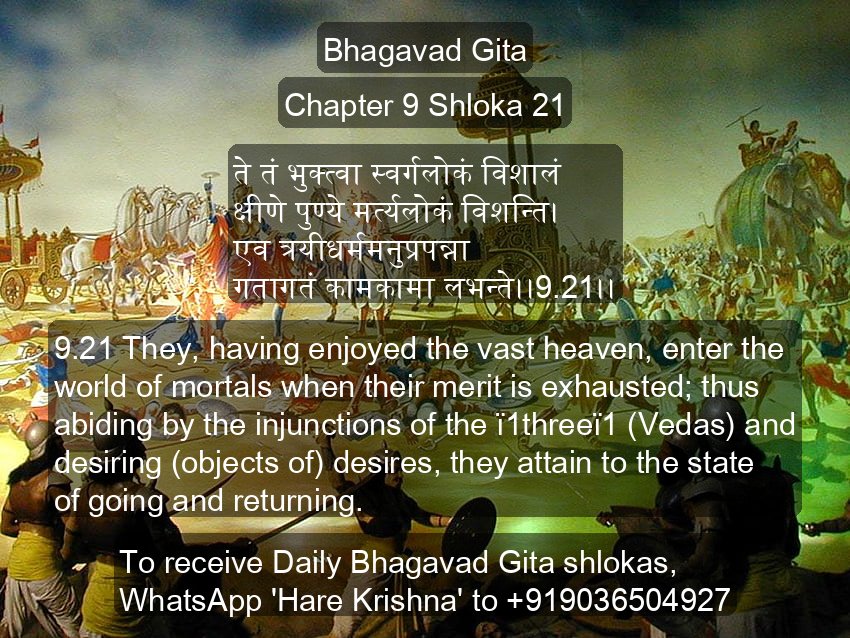 Bhagavad Gita
Chapter 9 Shloka 21
ते तं भुक्त्वा स्वर्गलोकं विशालं
क्षीणे पुण्ये मर्त्यलोकं विशन्ति।
एव त्रयीधर्ममनुप्रपन्ना
गतागतं कामकामा लभन्ते।।9.21।।
9.21 They, having enjoyed the vast heaven, enter the
world of mortals when their merit is exhausted; thus
abiding by the injunctions of the ï1threeï1 (Vedas) and
desiring (objects of) desires, they attain to the state
of going and returning.
To receive Daily Bhagavad Gita shlokas,
WhatsApp 'Hare Krishna' to +919036504927